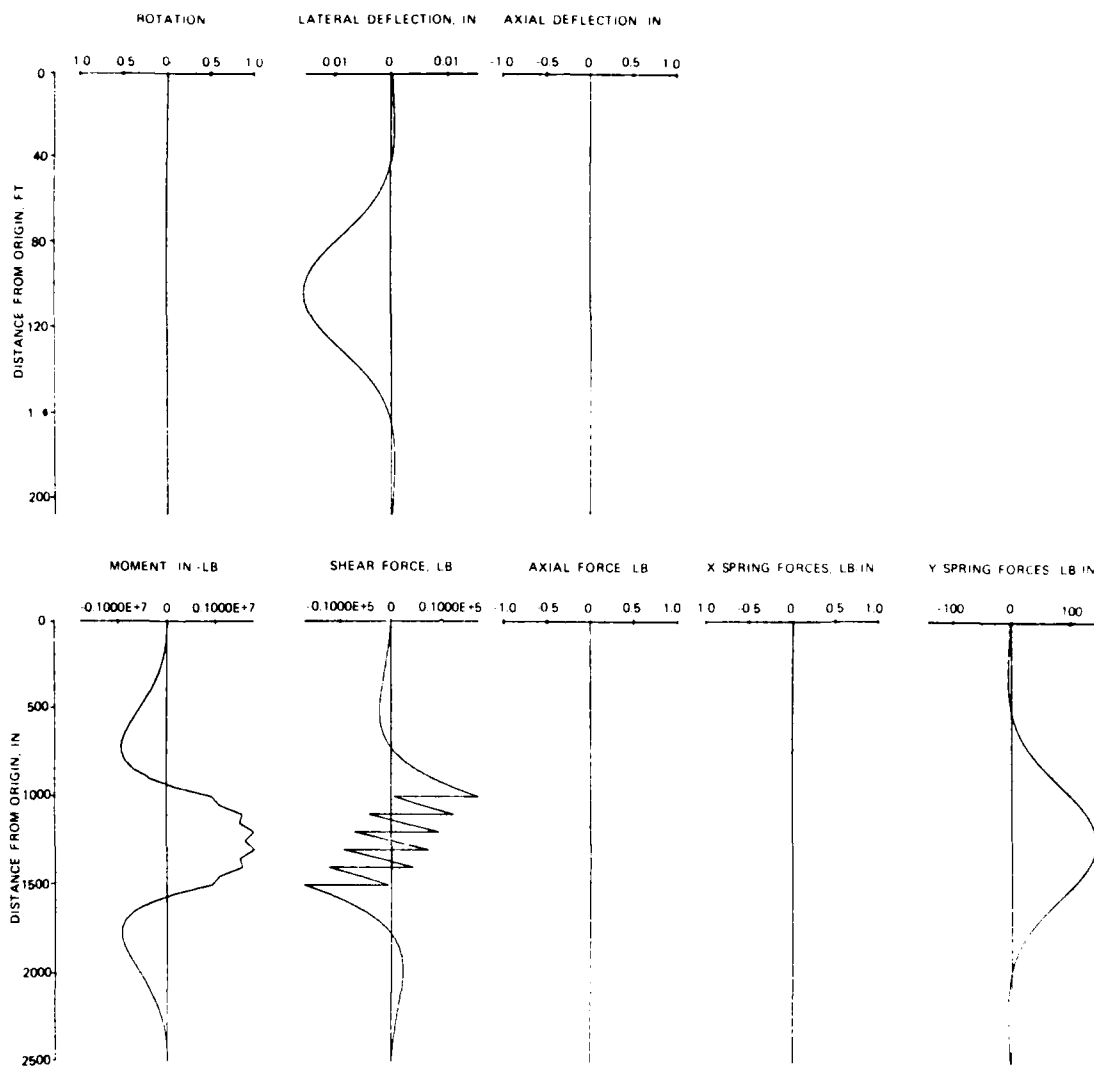 ROTATION LATERAL DEFLECTION, IN AXIAL DEFLECTION IN
1 0 0 5 0 0.5 1.0 0.01 0 0.01 -1 0 -0.5 0 0.5 1.0
0
40
80
120
1
200
DISTANCE FROM ORIGIN, FT
MOMENT IN -LB SHEAR FORCE, LB AXIAL FORCE LB X SPRING FORCES, LB IN Y SPRING FORCES LB IN
-0.1000E+7 0 0.1000E+7 -0.1000E+5 0 0.1000E+5 -1.0 -0.5 0 0.5 1.0 1.0 0.5 0 0.5 1.0 -100 0 100
0
500
1000
1500
2000
2500
DISTANCE FROM ORIGIN, IN